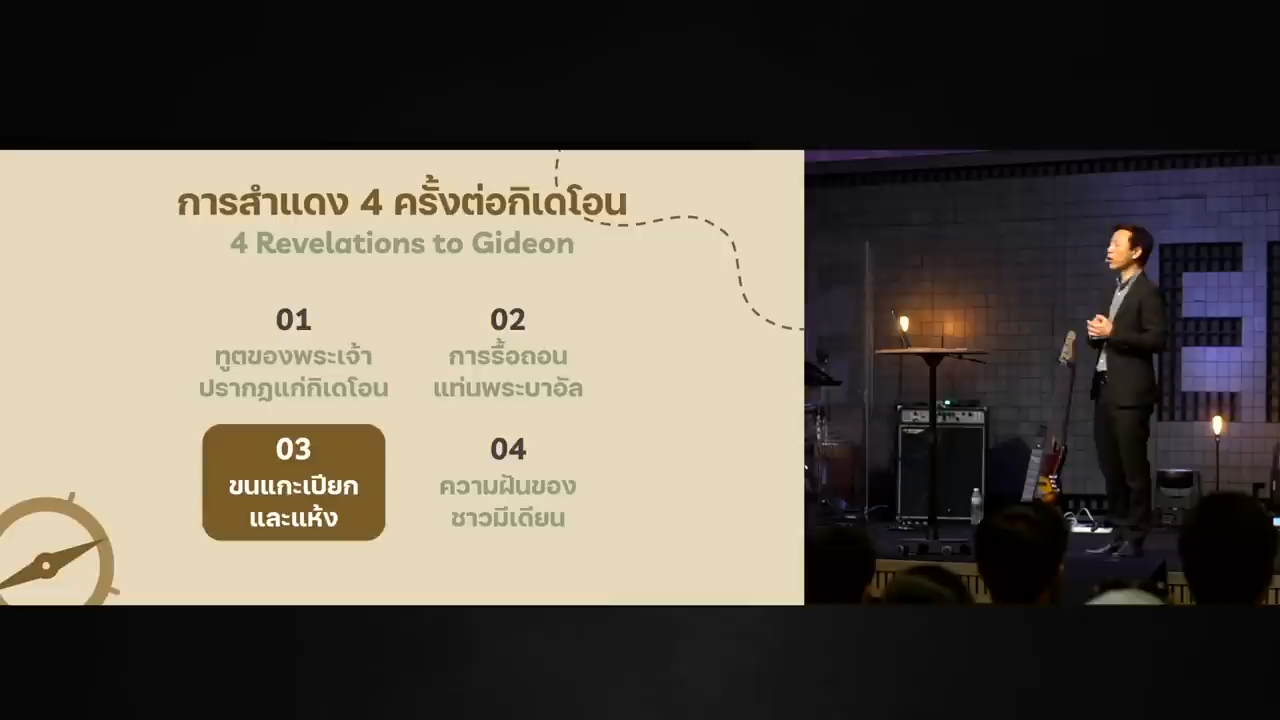 การสำแดง 4 ครั้งต่อกิเดโอน
4 Revelations to Gideon
01
ทูตของพระเจ้า
ปรากฏแก่กิเดโอน
02
การรื้อถอน
แท่นพระบาอัล
03
ขนแกะเปียก
และแห้ง
04
ความฝันของ
ชาวมีเดียน